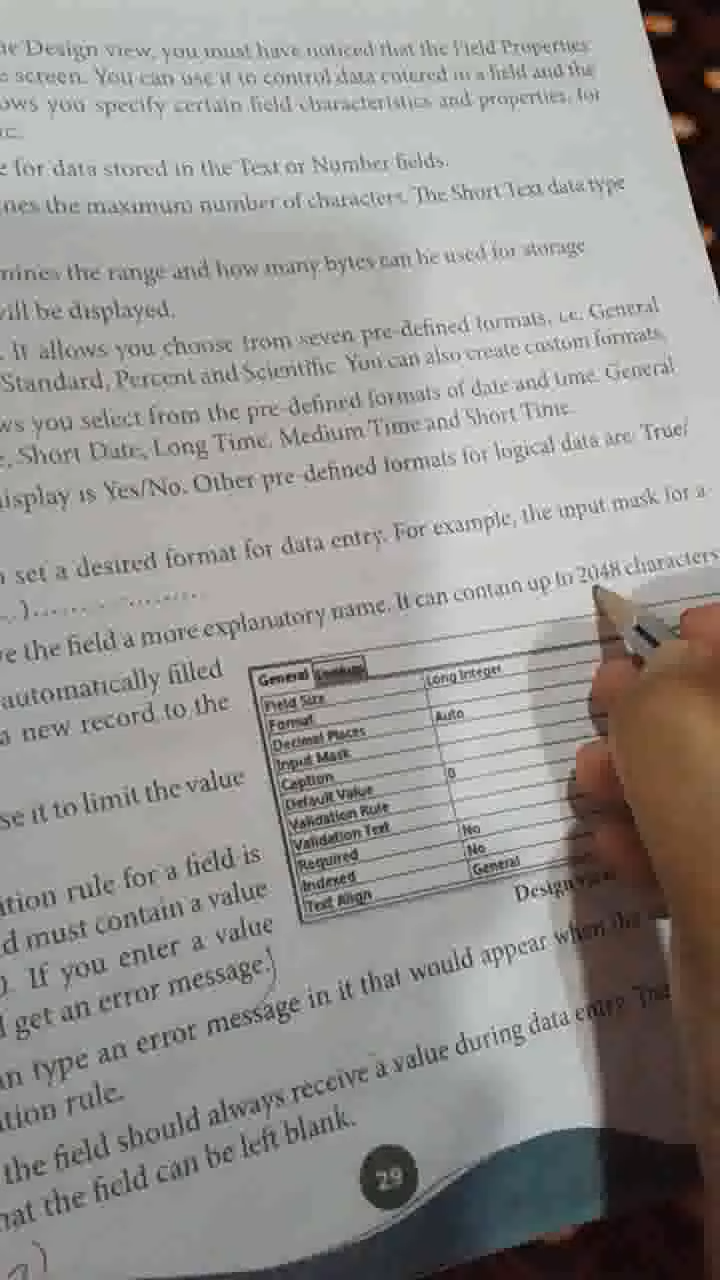 e Design view, you must have noticed that the Field Properties
screen. You can use it to control data entered in a field and the
ows you specify certain field characteristics and properties, for
e for data stored in the Text or Number fields.
nes the maximum number of characters. The Short Text data type
mines the range and how many bytes can be used for storage
will be displayed.
. It allows you choose from seven pre-defined formats, i.e. General
Standard, Percent and Scientific. You can also create custom formats.
ws you select from the pre-defined formats of date and time. General
, Short Date, Long Time, Medium Time and Short Time.
display is Yes/No. Other pre-defined formats for logical data are True/
set a desired format for data entry. For example, the input mask for a
)
e the field a more explanatory name. It can contain up to 2048 characters
automatically filled
a new record to the
se it to limit the value
ation rule for a field is
d must contain a value
). If you enter a value
l get an error message.)
General Lookup
Field Size Long Integer
Format
Decimal Places Auto
Input Mask
Caption
Default Value 0
Validation Rule
Validation Text
Required No
Indexed No
Text Align General
Design View
an type an error message in it that would appear when the
ation rule.
the field should always receive a value during data entry. The
hat the field can be left blank.
29